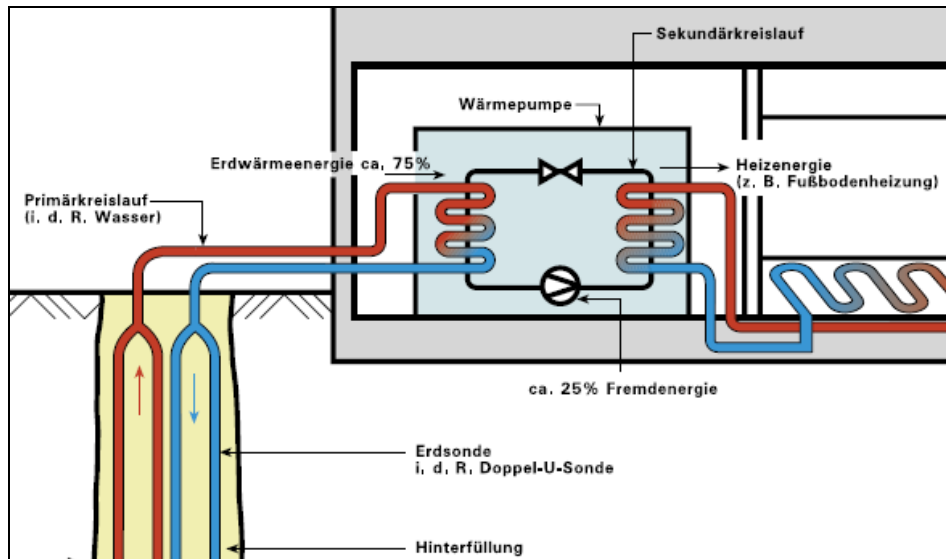 Sekundärkreislauf
Wärmepumpe
Erdwärmeenergie ca. 75%
Heizenergie
(z. B. Fußbodenheizung)
Primärkreislauf
(i. d. R. Wasser)
ca. 25% Fremdenergie
Erdsonde
i. d. R. Doppel-U-Sonde
Hinterfüllung